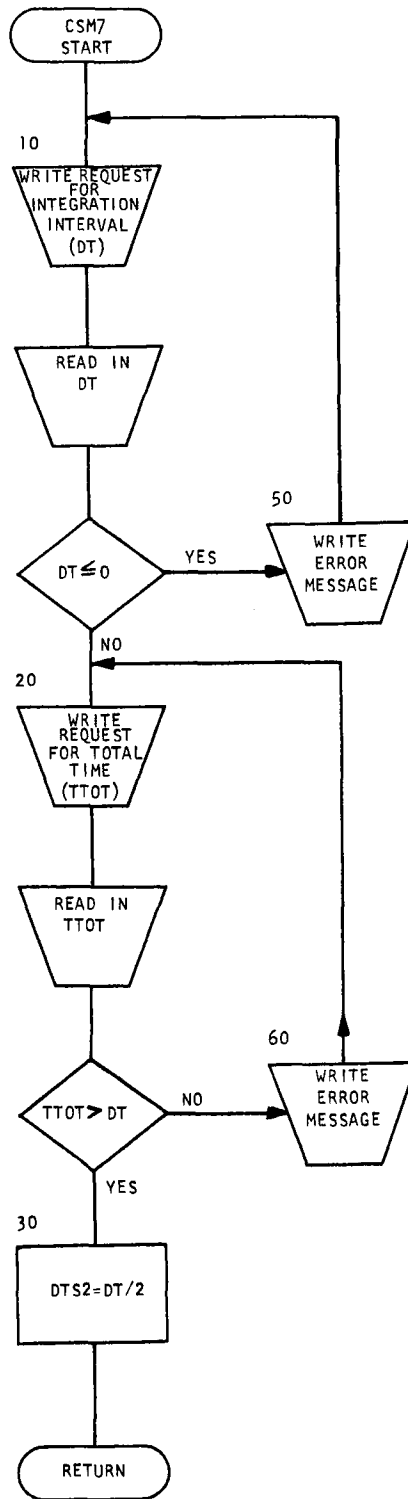 CSM7
START
10
WRITE REQUEST
FOR
INTEGRATION
INTERVAL
(DT)
READ IN
DT
50
WRITE
ERROR
MESSAGE
DT≦0
YES
NO
20
WRITE
REQUEST
FOR TOTAL
TIME
(TTOT)
READ IN
TTOT
60
WRITE
ERROR
MESSAGE
TTOT>DT
NO
YES
30
DTS2=DT/2
RETURN